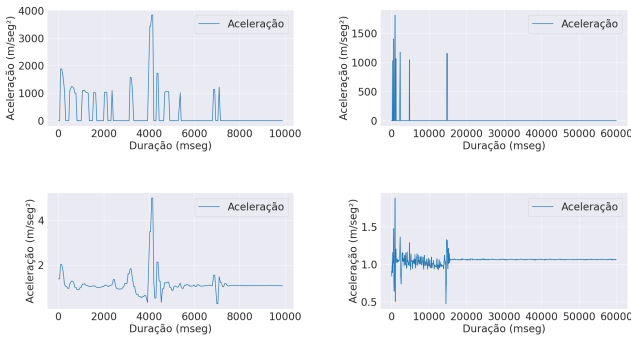 4000
3000
2000
1000
0
Aceleração (m/seg²)
Aceleração
0 2000 4000 6000 8000 10000
Duração (mseg)
1500
1000
500
0
Aceleração (m/seg²)
Aceleração
0 10000 20000 30000 40000 50000 60000
Duração (mseg)
4
2
Aceleração (m/seg²)
Aceleração
0 2000 4000 6000 8000 10000
Duração (mseg)
1.5
1.0
0.5
Aceleração (m/seg²)
Aceleração
0 10000 20000 30000 40000 50000 60000
Duração (mseg)